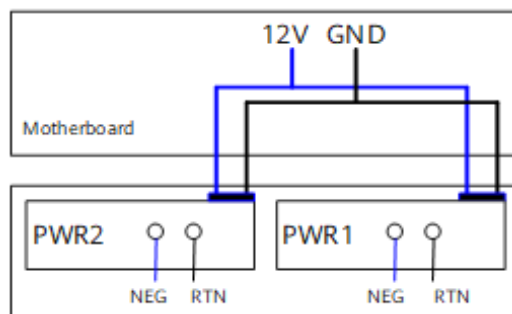 12V GND
Motherboard
PWR2
PWR1
NEG RTN
NEG RTN